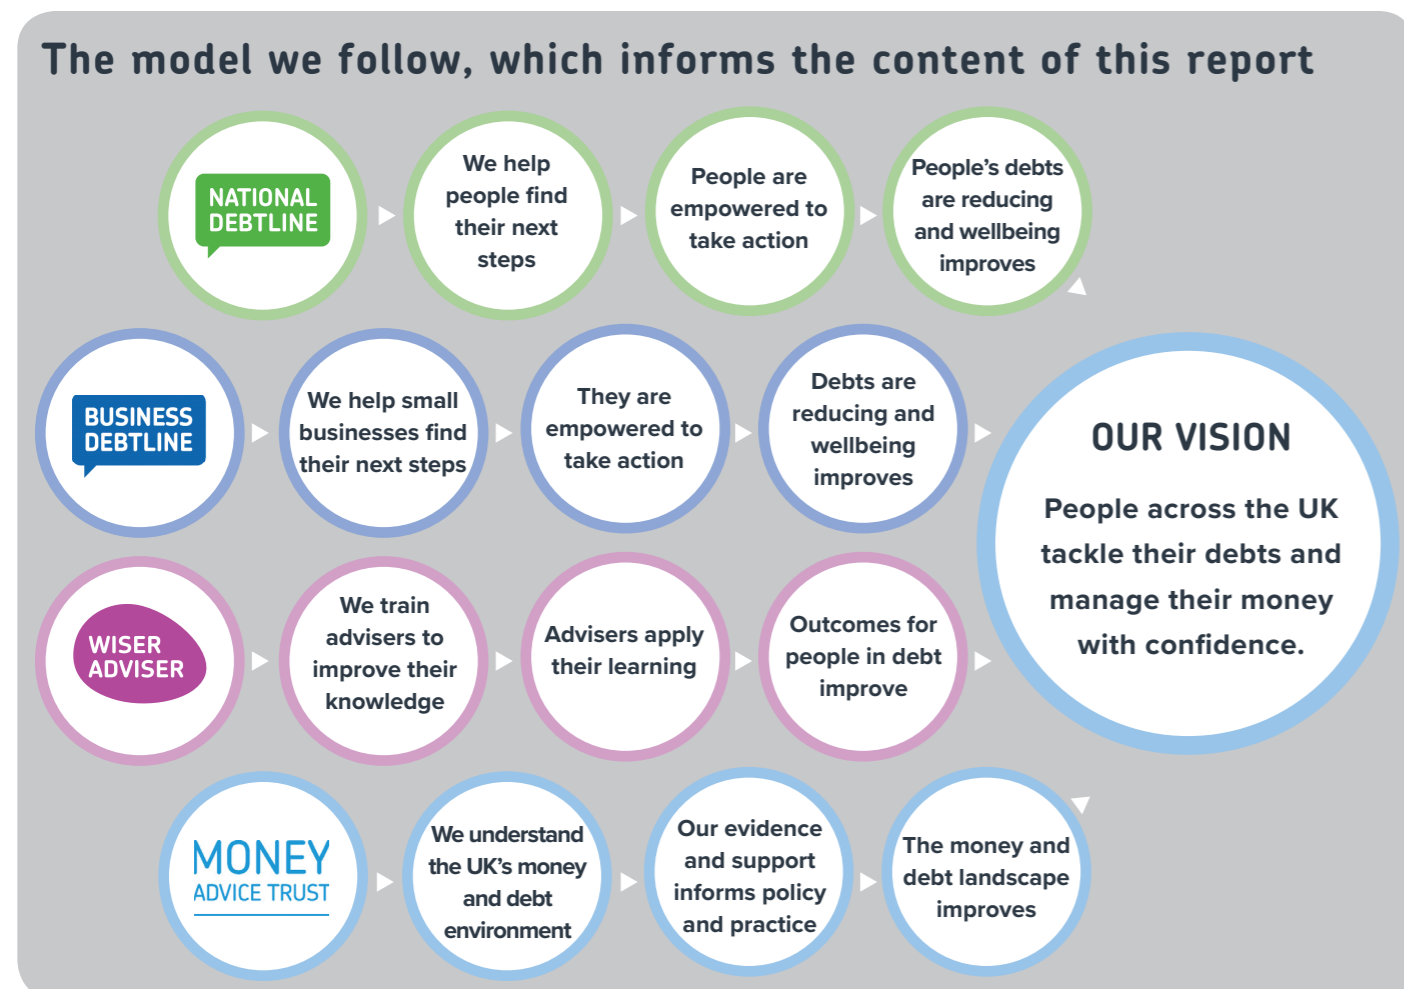 The model we follow, which informs the content of this report
NATIONAL
DEBTLINE
We help
people find
their next
steps
People are
empowered to
take action
People’s debts
are reducing
and wellbeing
improves
BUSINESS
DEBTLINE
We help small
businesses find
their next steps
They are
empowered to
take action
Debts are
reducing and
wellbeing
improves
WISER
ADVISER
We train
advisers to
improve their
knowledge
Advisers apply
their learning
Outcomes for
people in debt
improve
MONEY
ADVICE TRUST
We understand
the UK’s money
and debt
environment
Our evidence
and support
informs policy
and practice
The money and
debt landscape
improves
OUR VISION
People across the UK
tackle their debts and
manage their money
with confidence.